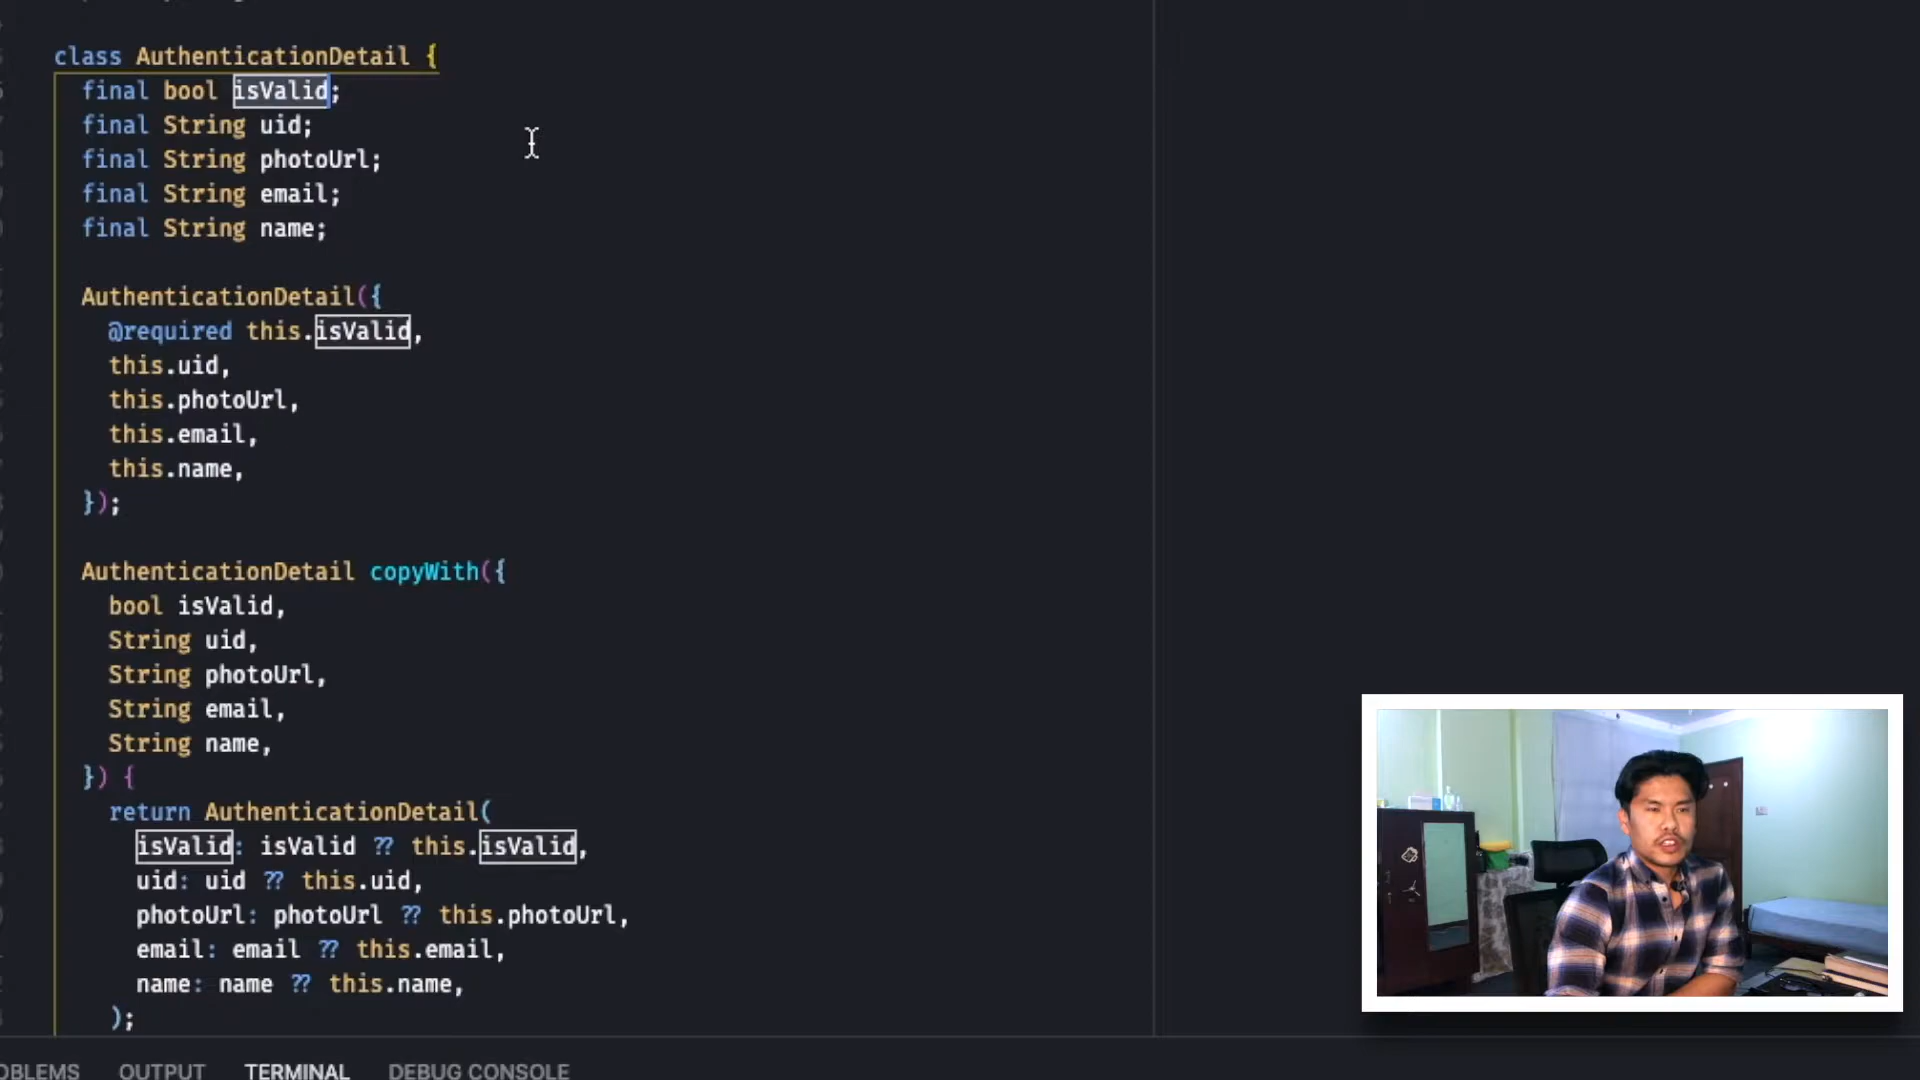 class AuthenticationDetail {
final bool isValid;
final String uid;
final String photoUrl;
final String email;
final String name;
AuthenticationDetail({
@required this.isValid,
this.uid,
this.photoUrl,
this.email,
this.name,
});
AuthenticationDetail copyWith({
bool isValid,
String uid,
String photoUrl,
String email,
String name,
}) {
return AuthenticationDetail(
isValid: isValid ?? this.isValid,
uid: uid ?? this.uid,
photoUrl: photoUrl ?? this.photoUrl,
email: email ?? this.email,
name: name ?? this.name,
);
OBLEMS OUTPUT TERMINAL DEBUG CONSOLE